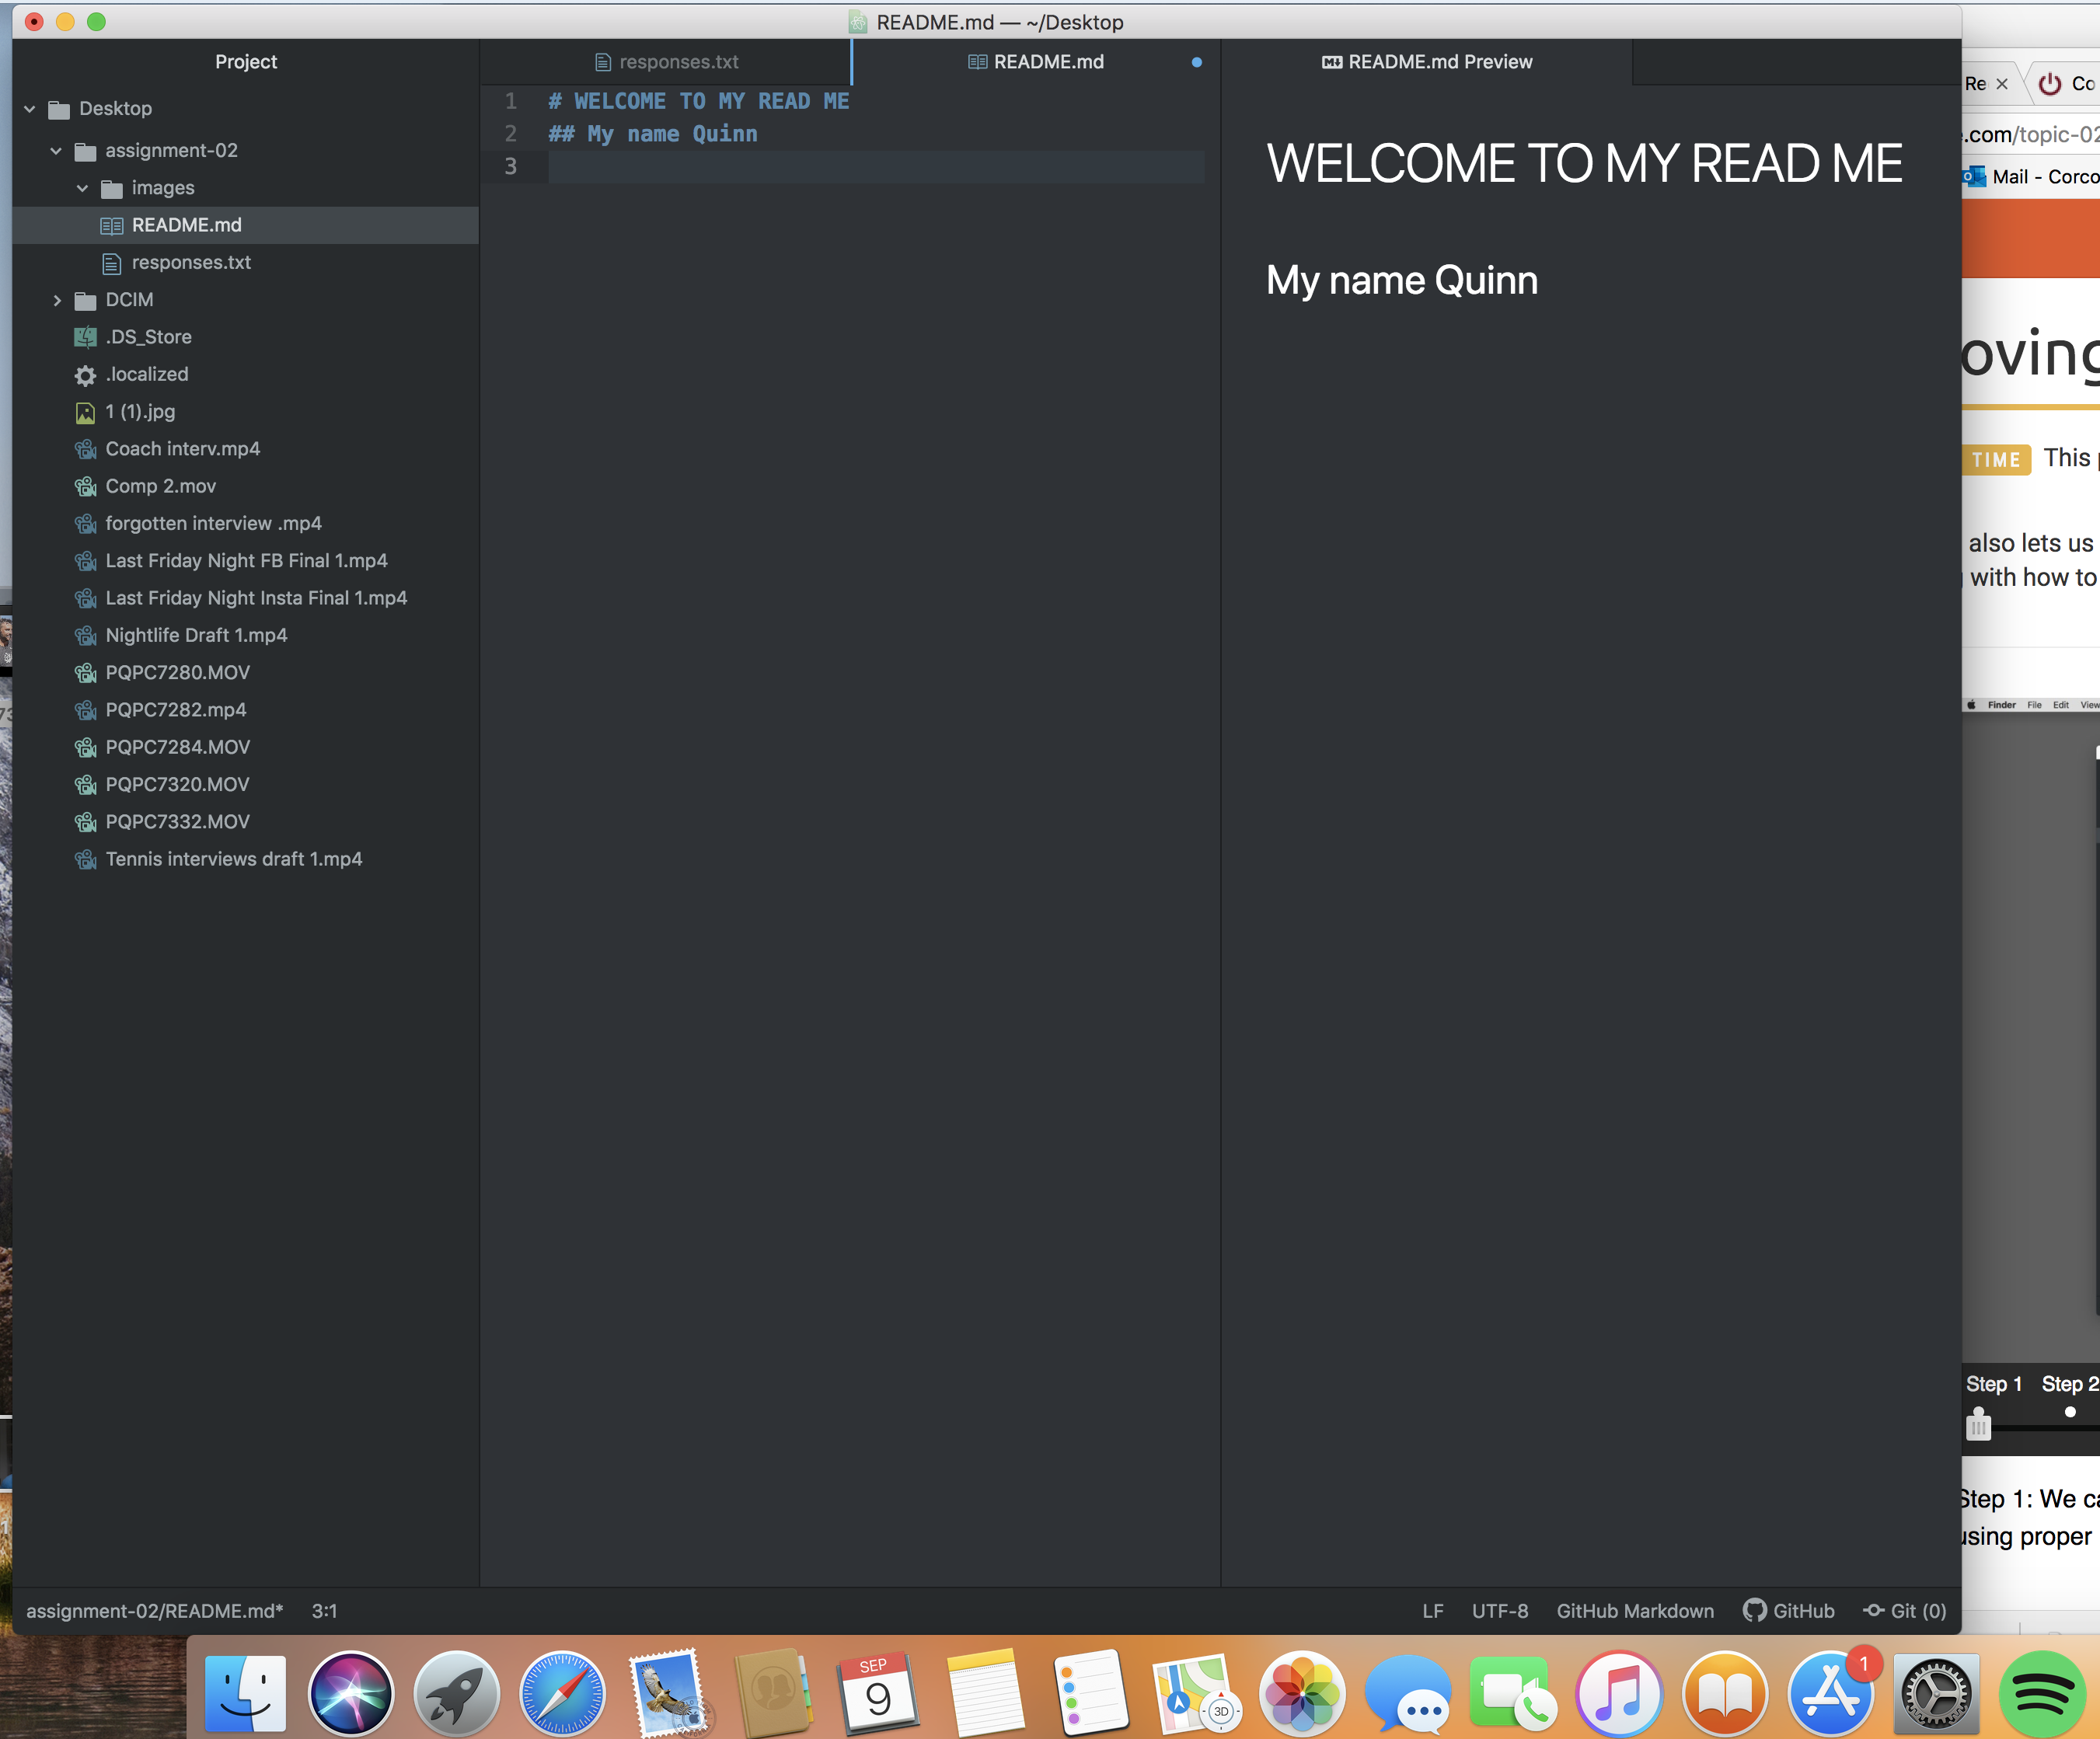 README.md — ~/Desktop
Project
responses.txt
README.md
README.md Preview
Desktop
assignment-02
images
README.md
responses.txt
DCIM
.DS_Store
.localized
1 (1).jpg
Coach interv.mp4
Comp 2.mov
forgotten interview .mp4
Last Friday Night FB Final 1.mp4
Last Friday Night Insta Final 1.mp4
Nightlife Draft 1.mp4
PQPC7280.MOV
PQPC7282.mp4
PQPC7284.MOV
PQPC7320.MOV
PQPC7332.MOV
Tennis interviews draft 1.mp4
1 # WELCOME TO MY READ ME
2 ## My name Quinn
3
WELCOME TO MY READ ME
My name Quinn
assignment-02/README.md* 3:1
LF UTF-8 GitHub Markdown GitHub Git (0)
Re Co
.com/topic-02
Mail - Corco
oving
TIME This
also lets us
with how to
Finder File Edit View
Step 1 Step 2
Step 1: We ca
using proper
SEP
9
3D
1